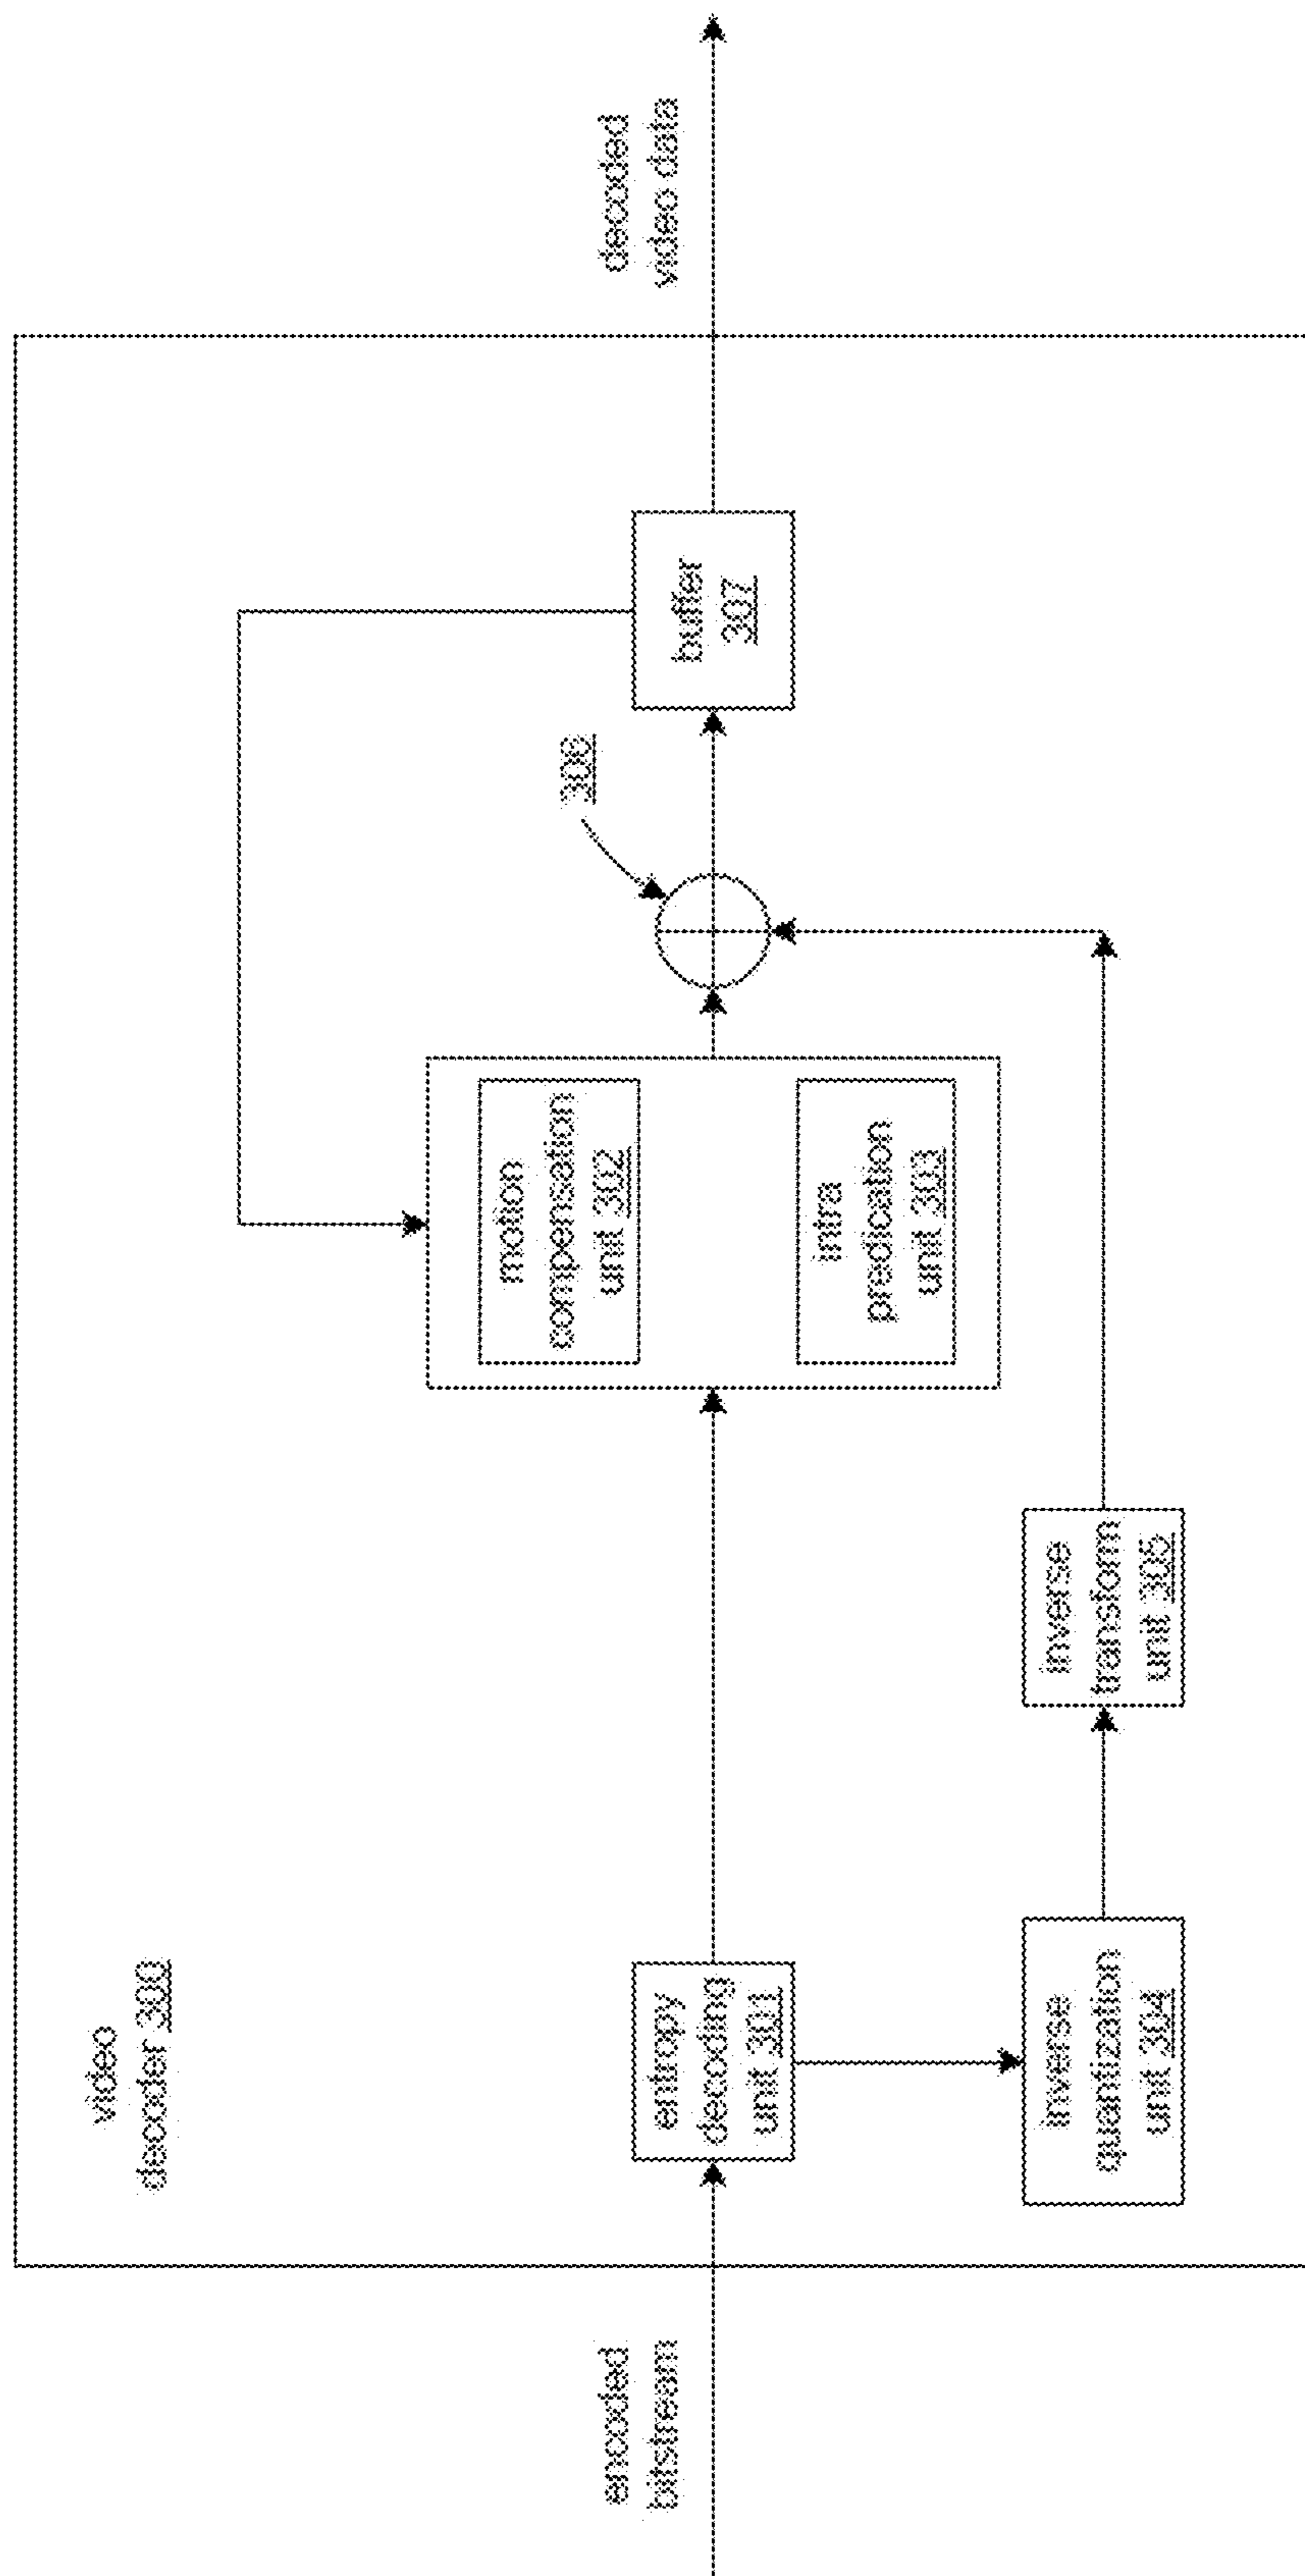 video
decoder 300
encoded
bitstream
entropy
decoding
unit 301
inverse
quantization
unit 304
inverse
transform
unit 305
motion
compensation
unit 302
intra
predication
unit 303
306
buffer
307
decoded
video data